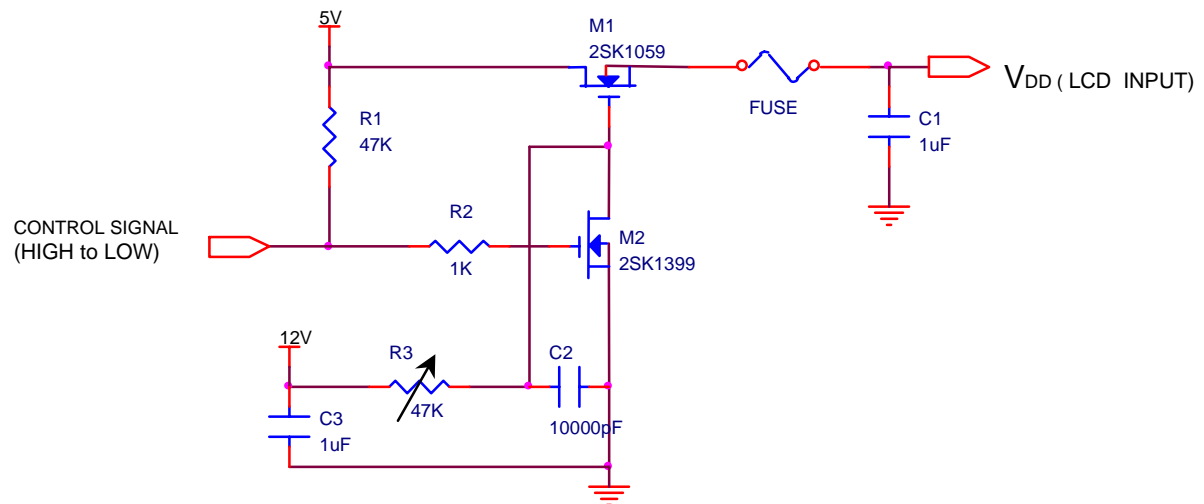 5V
M1
2SK1059
VDD ( LCD INPUT)
FUSE
R1
47K
C1
1uF
CONTROL SIGNAL
(HIGH to LOW)
R2
1K
M2
2SK1399
12V
R3
47K
C2
10000pF
C3
1uF